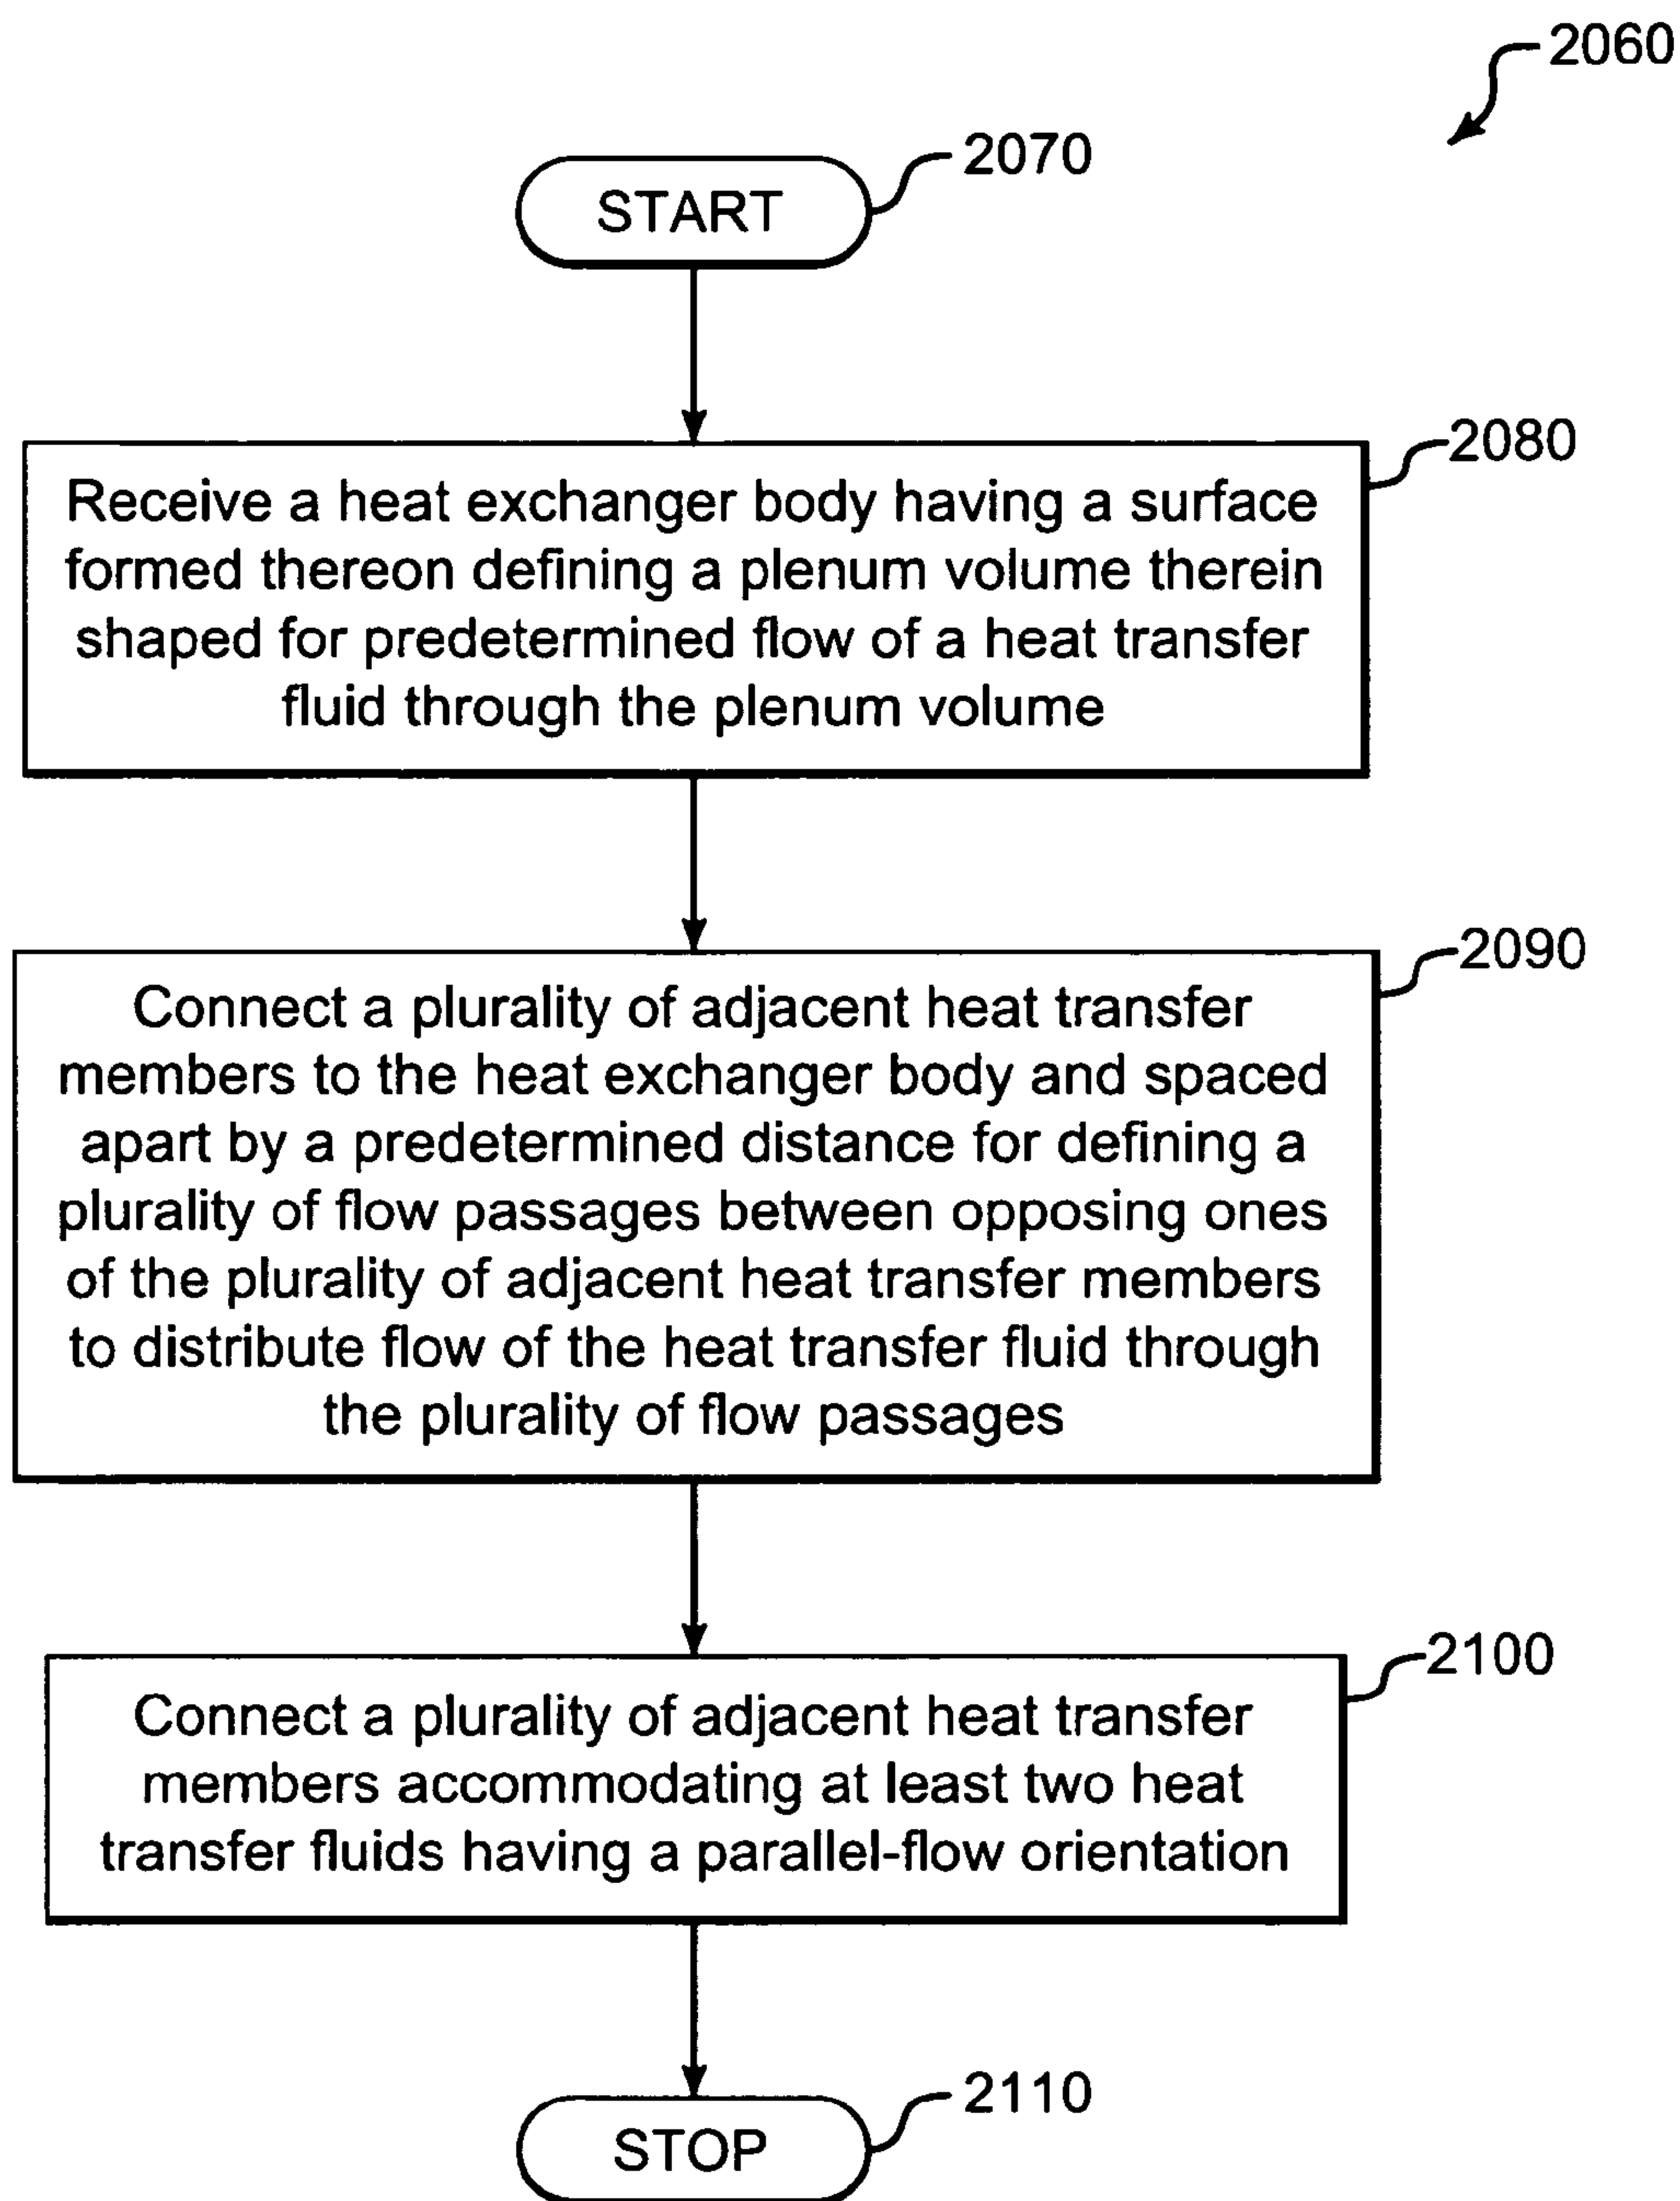 2060
2070
START
2080
Receive a heat exchanger body having a surface
formed thereon defining a plenum volume therein
shaped for predetermined flow of a heat transfer
fluid through the plenum volume
2090
Connect a plurality of adjacent heat transfer
members to the heat exchanger body and spaced
apart by a predetermined distance for defining a
plurality of flow passages between opposing ones
of the plurality of adjacent heat transfer members
to distribute flow of the heat transfer fluid through
the plurality of flow passages
2100
Connect a plurality of adjacent heat transfer
members accommodating at least two heat
transfer fluids having a parallel-flow orientation
2110
STOP